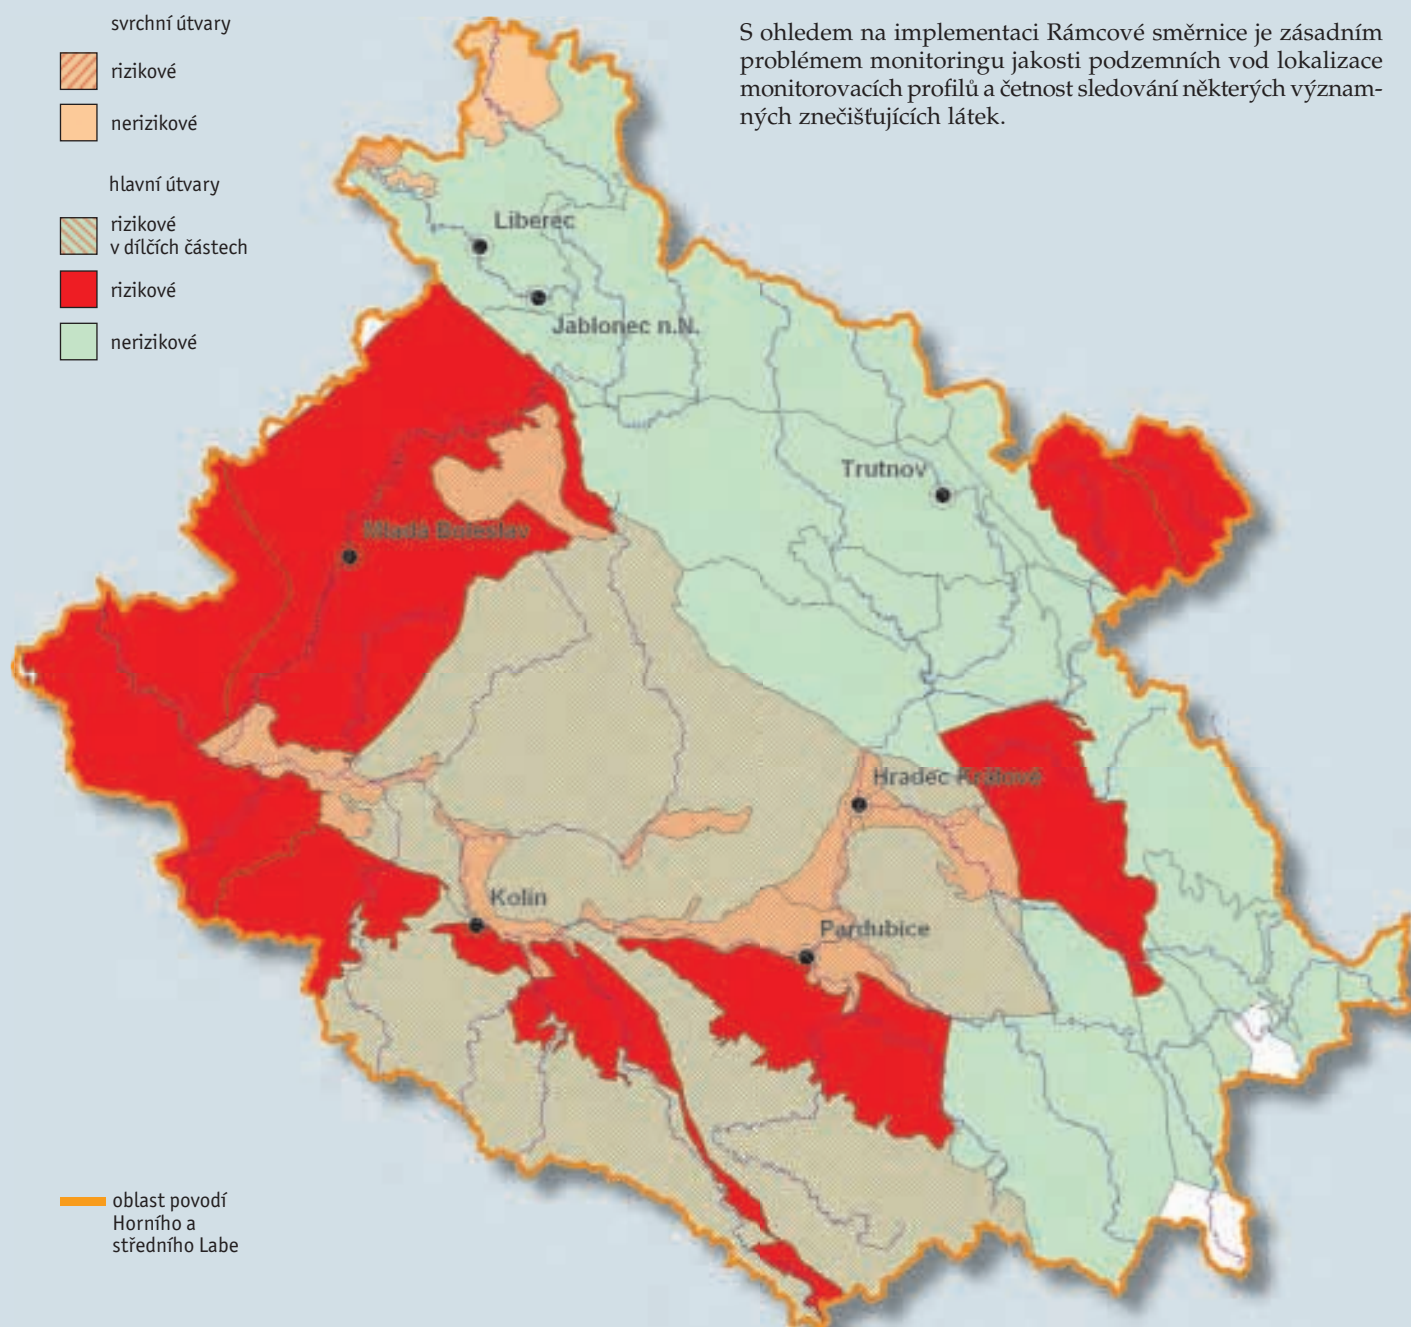 svrchní útvary
rizikové
nerizikové
hlavní útvary
rizikové
v dílčích částech
rizikové
nerizikové
S ohledem na implementaci Rámcové směrnice je zásadním
problémem monitoringu jakosti podzemních vod lokalizace
monitorovacích profilů a četnost sledování některých význam-
ných znečišťujících látek.
Liberec
Jablonec n.N.
Trutnov
Mladá Boleslav
Hradec Králové
Kolín
Pardubice
oblast povodí
Horního a
středního Labe